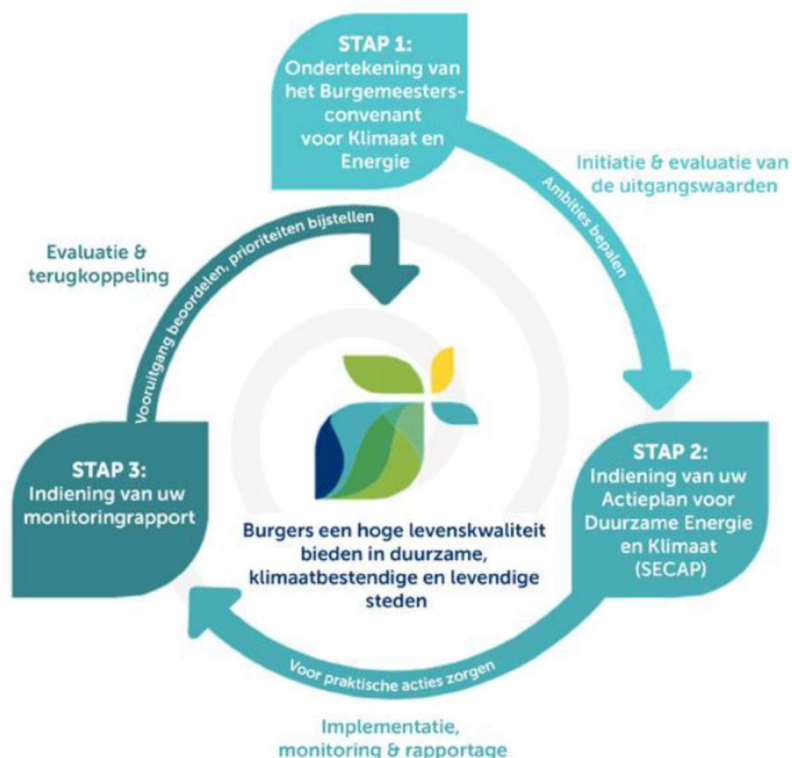 STAP 1:
Ondertekening van
het Burgemeesters-
convenant
voor Klimaat en
Energie
Initiatie & evaluatie van
de uitgangswaarden
Ambities bepalen
STAP 2:
Indiening van uw
Actieplan voor
Duurzame Energie
en Klimaat
(SECAP)
Voor praktische acties zorgen
Implementatie,
monitoring & rapportage
STAP 3:
Indiening van uw
monitoringrapport
Evaluatie &
terugkoppeling
Vooruitgang beoordelen, prioriteiten bijstellen
Burgers een hoge levenskwaliteit
bieden in duurzame,
klimaatbestendige en levendige
steden